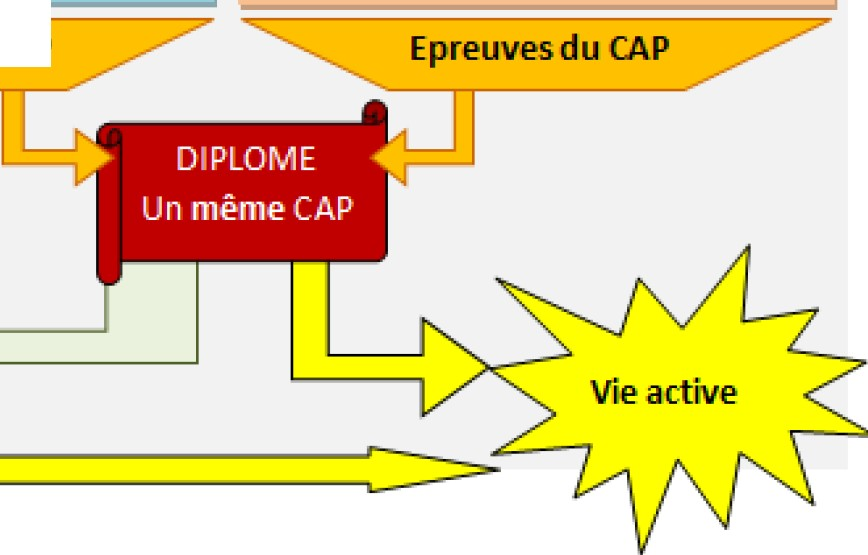 Epreuves du CAP
DIPLOME
Un même CAP
Vie active